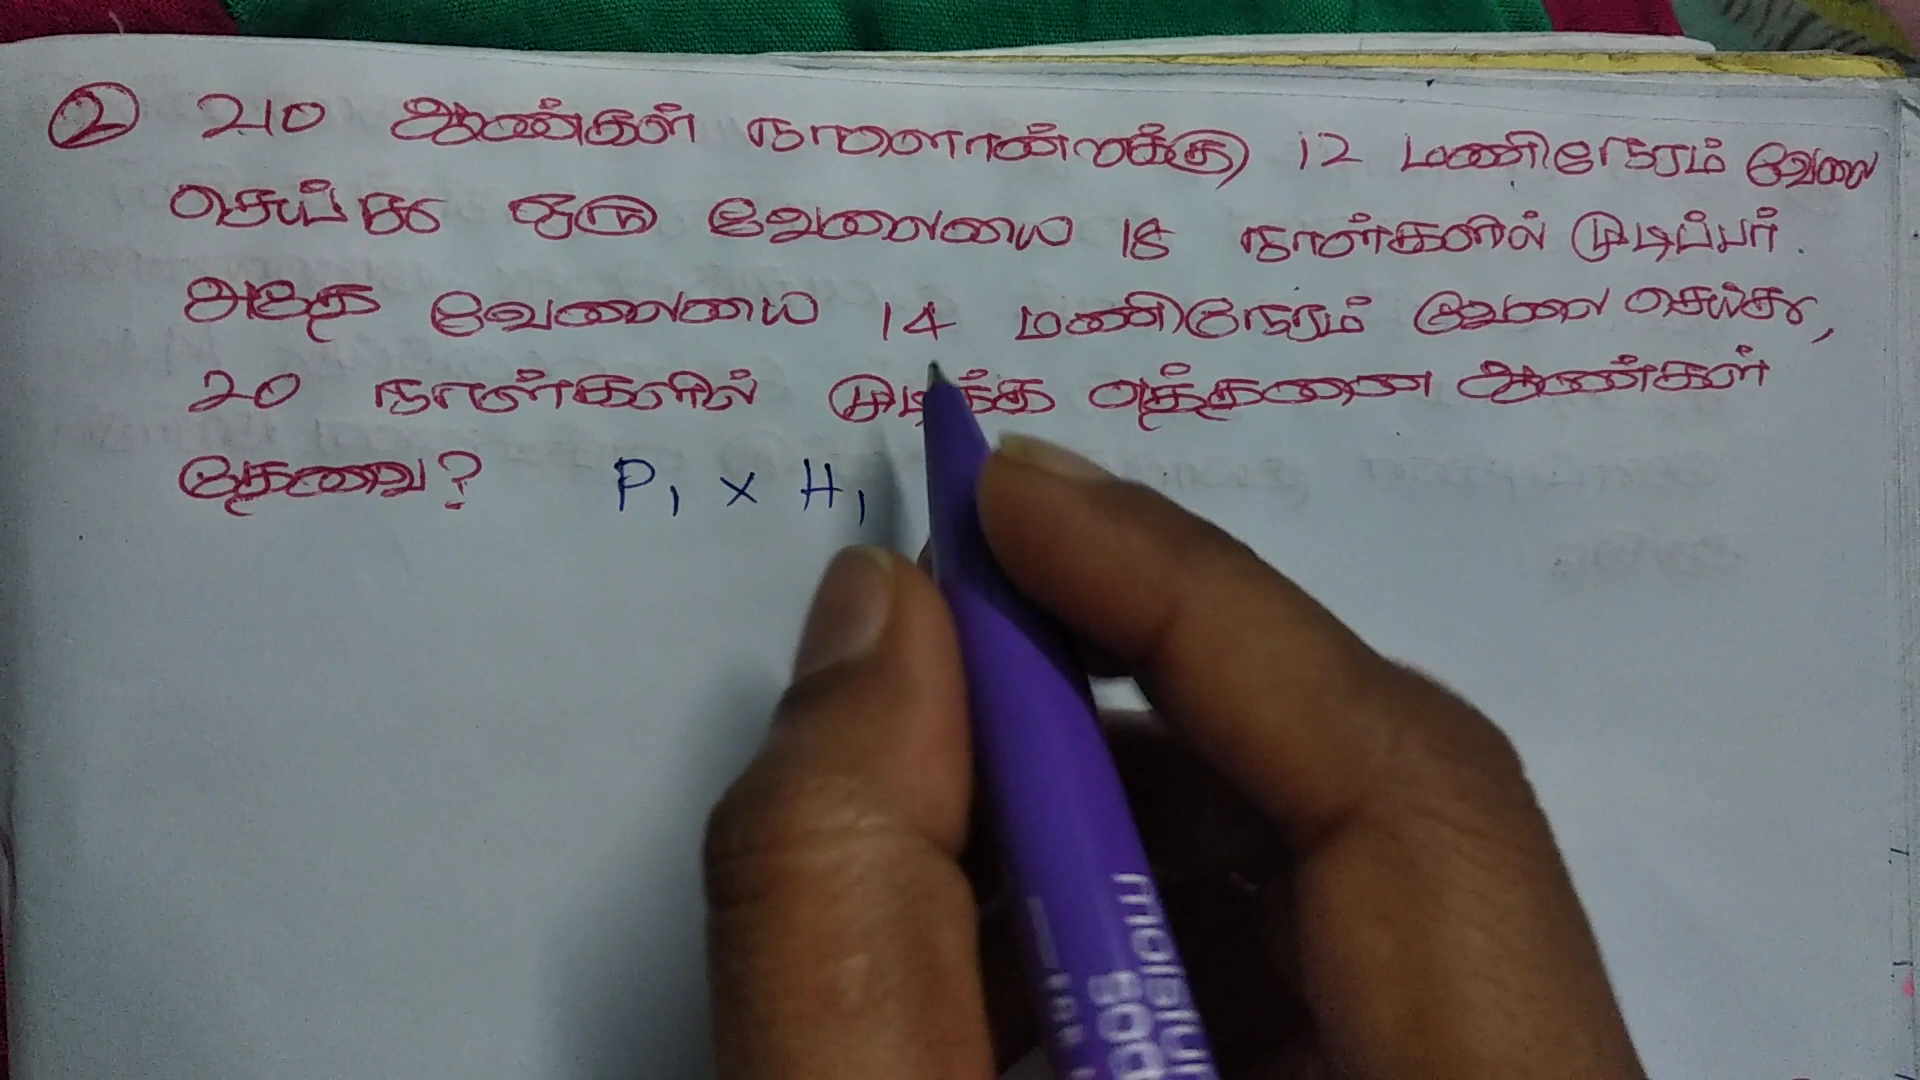 ② 210 ஆண்கள் நாளொன்றுக்கு 12 மணிநேரம் வேலை
செய்து ஒரு வேலையை 18 நாள்களில் முடிப்பர்.
அதே வேலையை 14 மணிநேரம் வேலை செய்து,
20 நாள்களில் முடிக்க எத்தனை ஆண்கள்
தேவை? P₁ × H₁